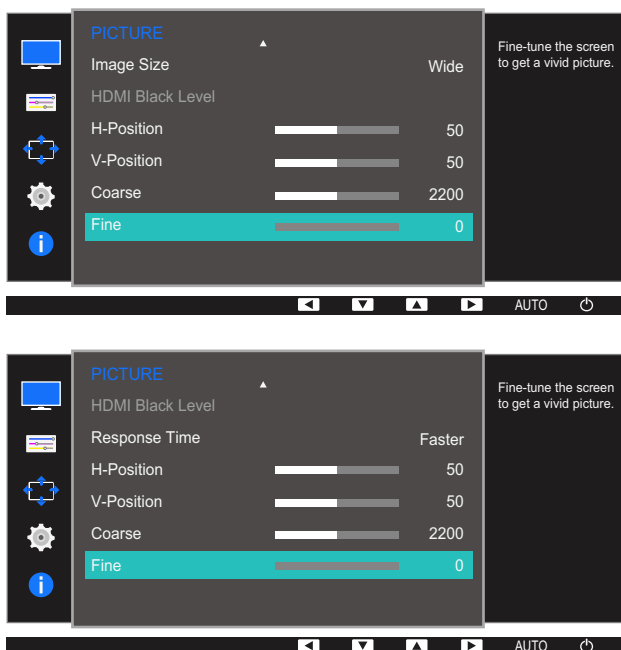 PICTURE
Image Size Wide
HDMI Black Level
H-Position 50
V-Position 50
Coarse 2200
Fine 0
Fine-tune the screen
to get a vivid picture.
AUTO
PICTURE
HDMI Black Level
Response Time Faster
H-Position 50
V-Position 50
Coarse 2200
Fine 0
Fine-tune the screen
to get a vivid picture.
AUTO